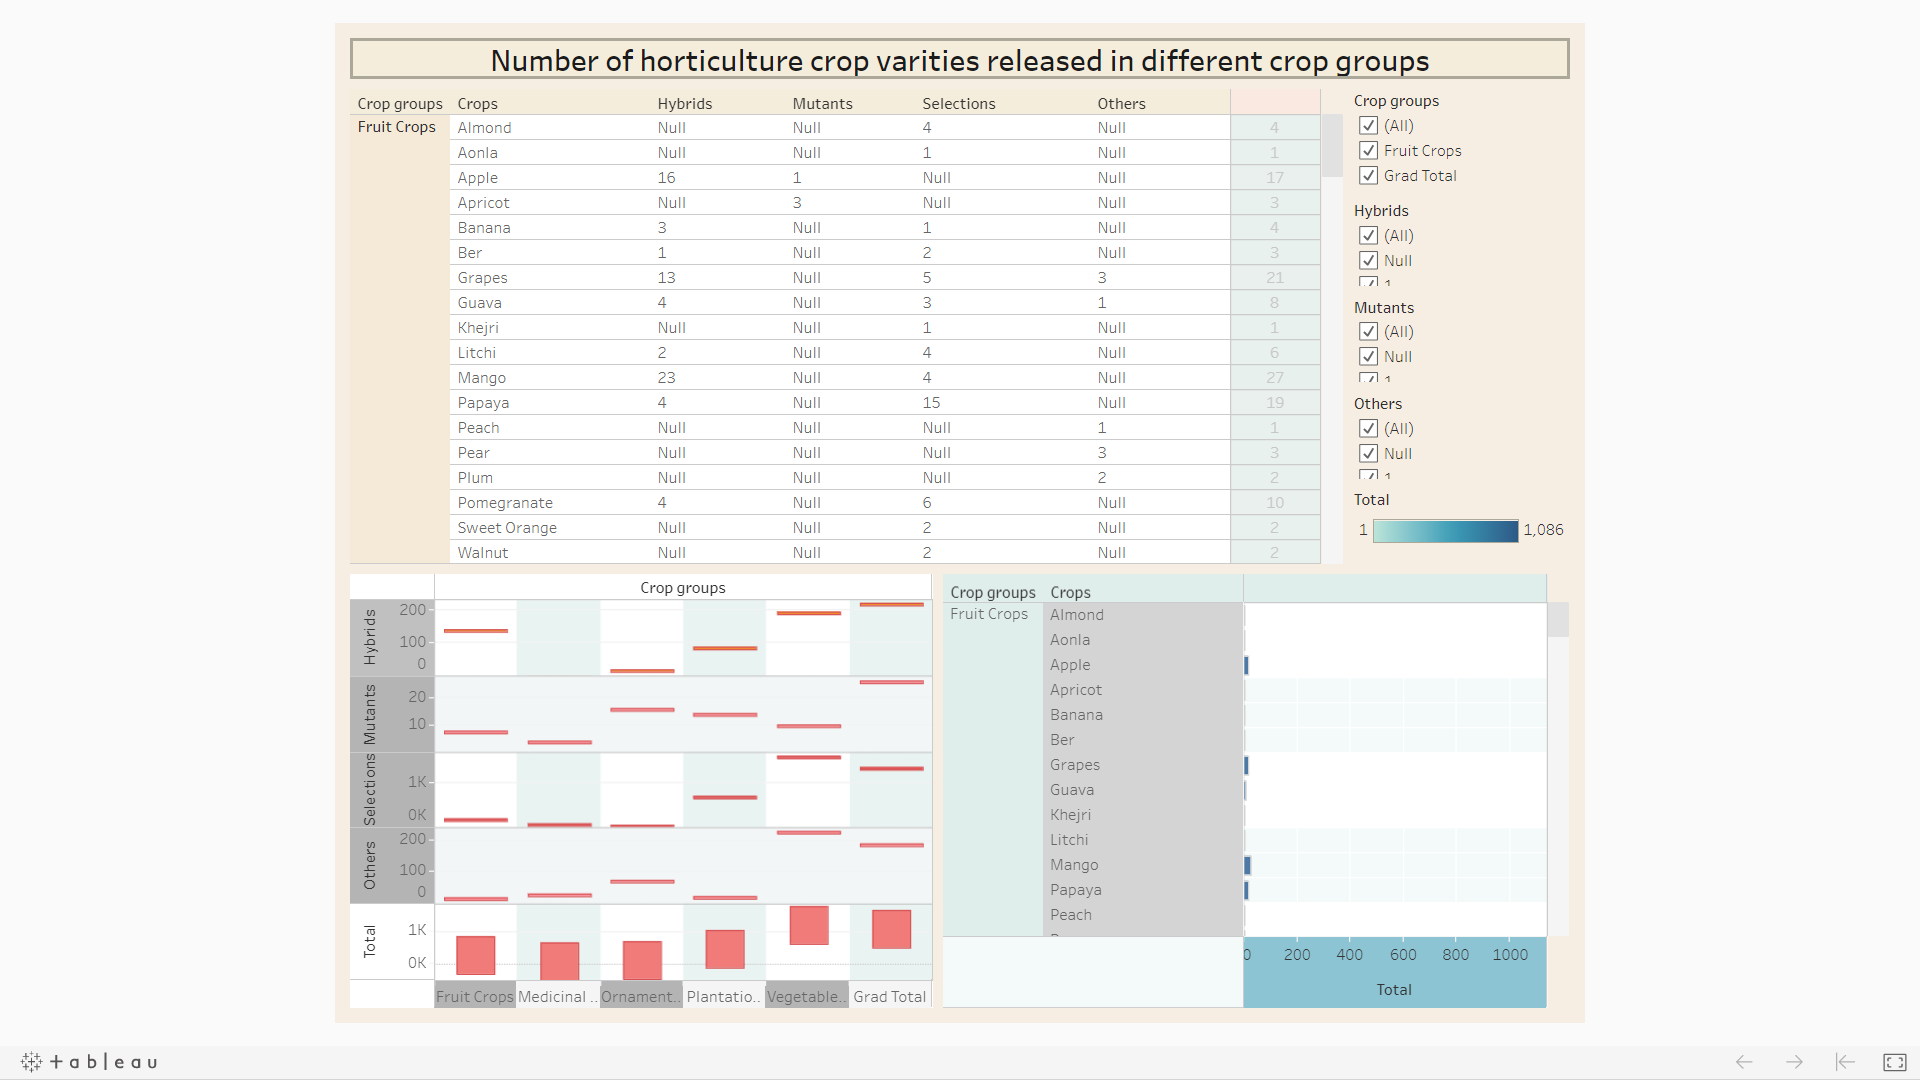 Number of horticulture crop varities released in different crop groups
Crop groups Crops Hybrids Mutants Selections Others
Fruit Crops Almond Null Null 4 Null 4
Aonla Null Null 1 Null 1
Apple 16 1 Null Null 17
Apricot Null 3 Null Null 3
Banana 3 Null 1 Null 4
Ber 1 Null 2 Null 3
Grapes 13 Null 5 3 21
Guava 4 Null 3 1 8
Khejri Null Null 1 Null 1
Litchi 2 Null 4 Null 6
Mango 23 Null 4 Null 27
Papaya 4 Null 15 Null 19
Peach Null Null Null 1 1
Pear Null Null Null 3 3
Plum Null Null Null 2 2
Pomegranate 4 Null 6 Null 10
Sweet Orange Null Null 2 Null 2
Walnut Null Null 2 Null 2
Crop groups
(All)
Fruit Crops
Grad Total
Hybrids
(All)
Null
Mutants
(All)
Null
Others
(All)
Null
Total
1 1,086
Crop groups
Hybrids
200
100
0
Mutants
20
10
Selections
1K
0K
Others
200
100
0
Total
1K
0K
Fruit Crops Medicinal .. Ornament.. Plantatio.. Vegetable.. Grad Total
Crop groups Crops
Fruit Crops Almond
Aonla
Apple
Apricot
Banana
Ber
Grapes
Guava
Khejri
Litchi
Mango
Papaya
Peach
0 200 400 600 800 1000
Total
+ableau